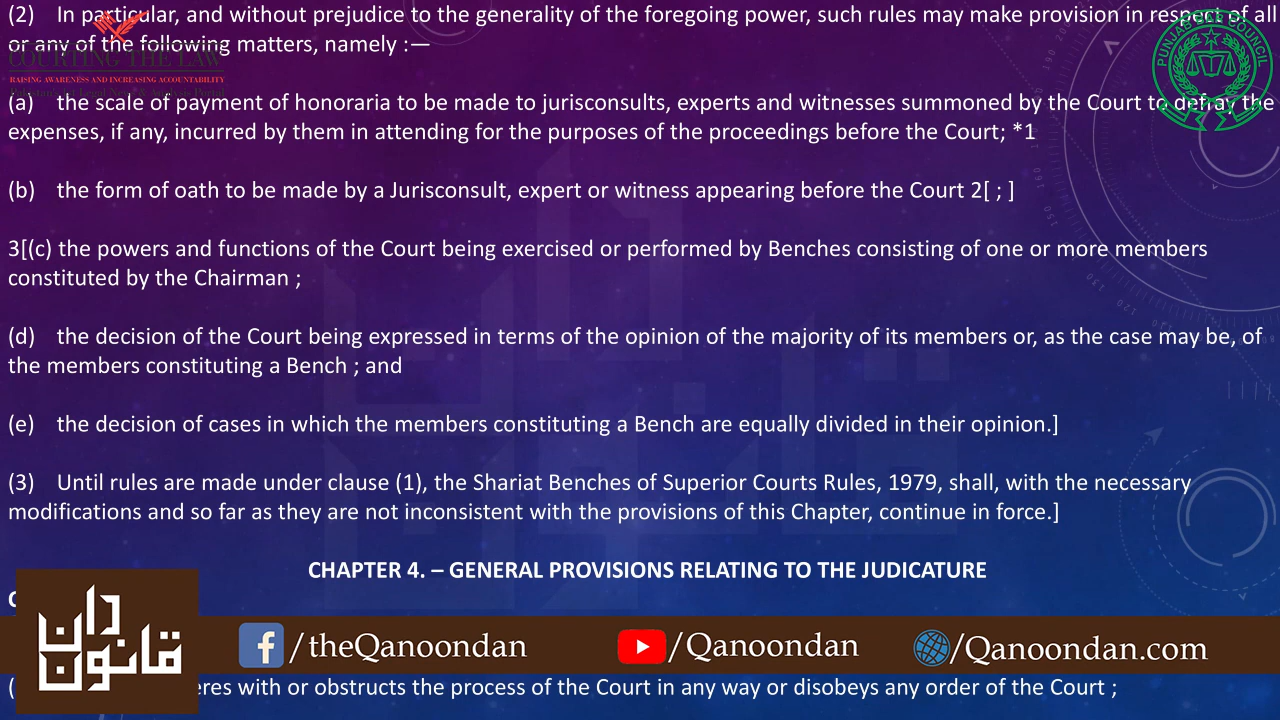 (2) In particular, and without prejudice to the generality of the foregoing power, such rules may make provision in respect of all
or any of the following matters, namely :—
COURTING THE LAW
RAISING AWARENESS AND INCREASING ACCOUNTABILITY
PUNJAB BAR COUNCIL
(a) the scale of payment of honoraria to be made to jurisconsults, experts and witnesses summoned by the Court to defray the
expenses, if any, incurred by them in attending for the purposes of the proceedings before the Court; *1
(b) the form of oath to be made by a Jurisconsult, expert or witness appearing before the Court 2[ ; ]
3[(c) the powers and functions of the Court being exercised or performed by Benches consisting of one or more members
constituted by the Chairman ;
(d) the decision of the Court being expressed in terms of the opinion of the majority of its members or, as the case may be, of
the members constituting a Bench ; and
(e) the decision of cases in which the members constituting a Bench are equally divided in their opinion.]
(3) Until rules are made under clause (1), the Shariat Benches of Superior Courts Rules, 1979, shall, with the necessary
modifications and so far as they are not inconsistent with the provisions of this Chapter, continue in force.]
CHAPTER 4. – GENERAL PROVISIONS RELATING TO THE JUDICATURE
قانون دان
/theQanoondan
/Qanoondan
/Qanoondan.com
with or obstructs the process of the Court in any way or disobeys any order of the Court ;